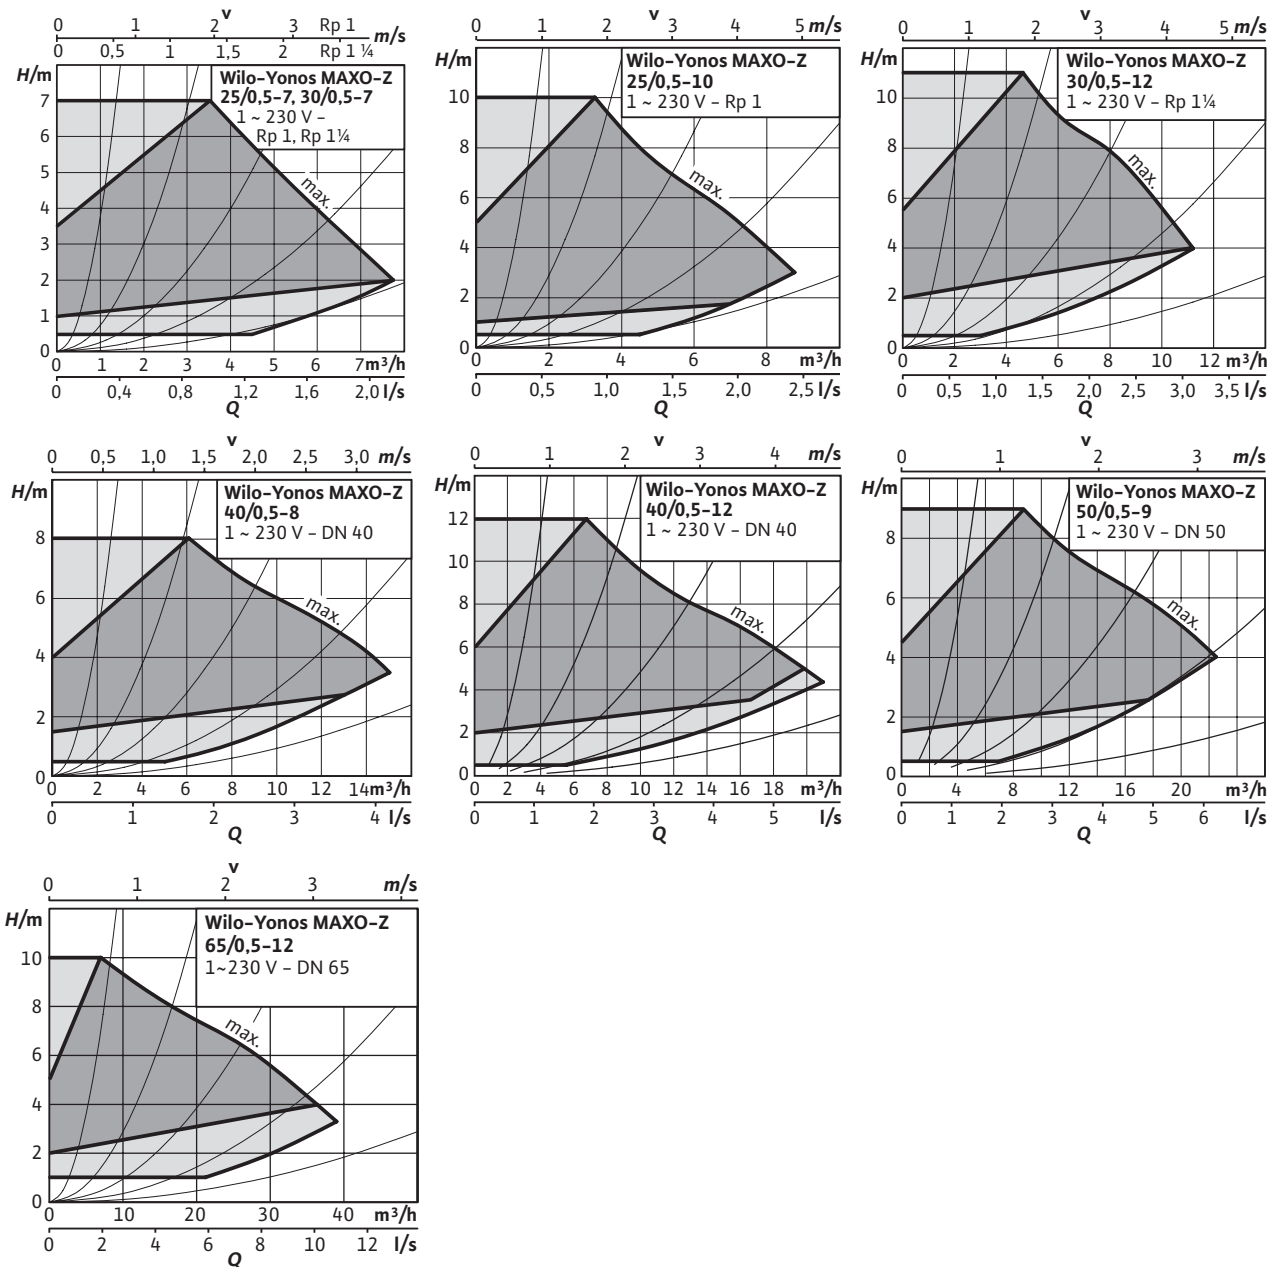 v
0 1 2 3 Rp 1
m/s
0 0,5 1 1,5 2 Rp 1 ¼
H/m
Wilo-Yonos MAXO-Z
25/0,5-7, 30/0,5-7
1 ~ 230 V –
Rp 1, Rp 1¼
max.
7
6
5
4
3
2
1
0
0 1 2 3 4 5 6 7 m³/h
0 0,4 0,8 1,2 1,6 2,0 l/s
Q
v
0 1 2 3 4 5 m/s
H/m
Wilo-Yonos MAXO-Z
25/0,5-10
1 ~ 230 V – Rp 1
max.
10
8
6
4
2
0
0 2 4 6 8 m³/h
0 0,5 1,0 1,5 2,0 2,5 l/s
Q
v
0 1 2 3 4 5 m/s
H/m
Wilo-Yonos MAXO-Z
30/0,5-12
1 ~ 230 V – Rp 1¼
max.
10
8
6
4
2
0
0 2 4 6 8 10 12 m³/h
0 0,5 1,0 1,5 2,0 2,5 3,0 3,5 l/s
Q
v
0 0,5 1,0 1,5 2,0 2,5 3,0 m/s
H/m
Wilo-Yonos MAXO-Z
40/0,5-8
1 ~ 230 V – DN 40
max.
8
6
4
2
0
0 2 4 6 8 10 12 14 m³/h
0 1 2 3 4 l/s
Q
v
0 1 2 3 4 m/s
H/m
Wilo-Yonos MAXO-Z
40/0,5-12
1 ~ 230 V – DN 40
max.
12
10
8
6
4
2
0
0 2 4 6 8 10 12 14 16 18 m³/h
0 1 2 3 4 5 l/s
Q
v
0 1 2 3 m/s
H/m
Wilo-Yonos MAXO-Z
50/0,5-9
1 ~ 230 V – DN 50
max.
8
6
4
2
0
0 4 8 12 16 20 m³/h
0 1 2 3 4 5 6 l/s
Q
v
0 1 2 3 m/s
H/m
Wilo-Yonos MAXO-Z
65/0,5-12
1~230 V – DN 65
max.
10
8
6
4
2
0
0 10 20 30 40 m³/h
0 2 4 6 8 10 12 l/s
Q